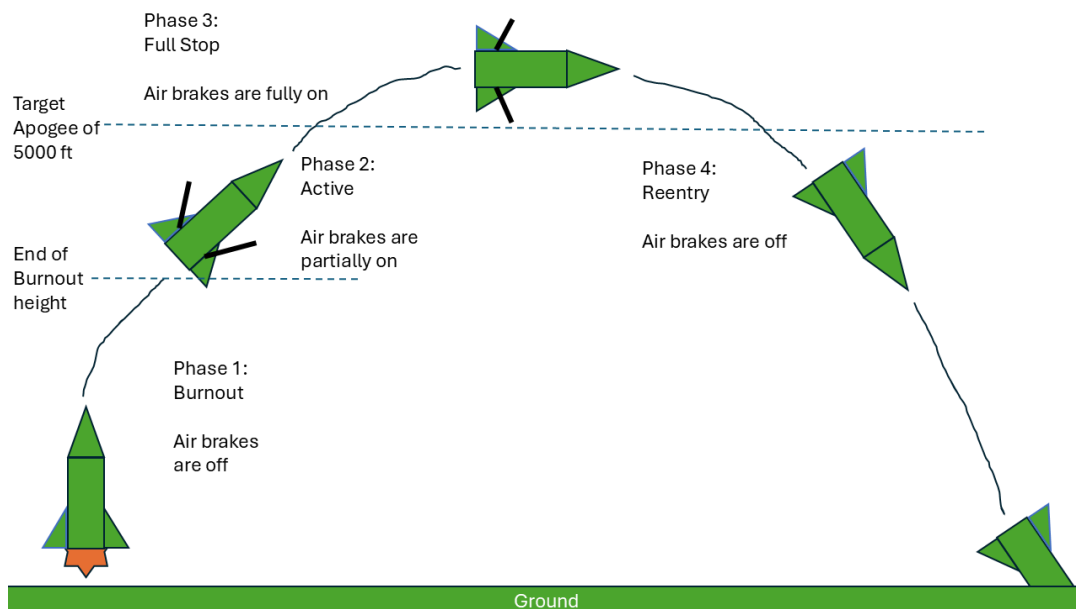 Phase 3:
Full Stop
Air brakes are fully on
Target
Apogee of
5000 ft
Phase 2:
Active
Air brakes are
partially on
Phase 4:
Reentry
Air brakes are off
End of
Burnout
height
Phase 1:
Burnout
Air brakes
are off
Ground